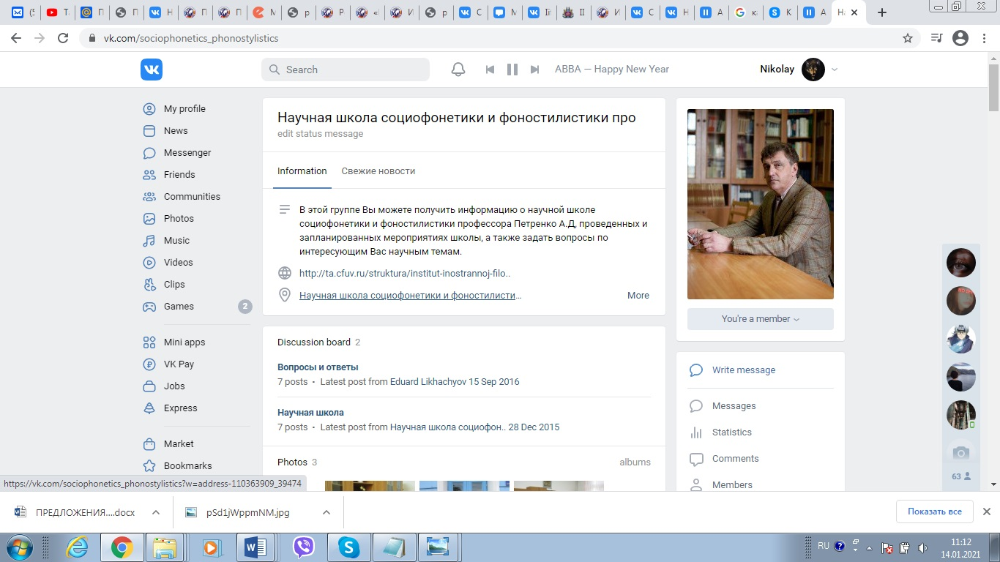 (5
Т
П
П
Н
П
П
М
р
Р
«
И
р
С
М
Iі
II
И
С
Н
А
к
К
А
На
vk.com/sociophonetics_phonostylistics
Search
ABBA — Happy New Year
Nikolay
My profile
News
Messenger
Friends
Communities
Photos
Music
Videos
Clips
Games 2
Mini apps
VK Pay
Jobs
Express
Market
Bookmarks
Научная школа социофонетики и фоностилистики про
edit status message
Information Свежие новости
В этой группе Вы можете получить информацию о научной школе
социофонетики и фоностилистики профессора Петренко А.Д, проведенных и
запланированных мероприятиях школы, а также задать вопросы по
интересующим Вас научным темам.
http://ta.cfuv.ru/struktura/institut-inostrannoj-filo..
Научная школа социофонетики и фоностилисти... More
Discussion board 2
Вопросы и ответы
7 posts · Latest post from Eduard Likhachyov 15 Sep 2016
Научная школа
7 posts · Latest post from Научная школа социофон.. 28 Dec 2015
Photos 3 albums
You're a member
Write message
Messages
Statistics
Comments
Members
63
https://vk.com/sociophonetics_phonostylistics?w=address-110363909_39474
ПРЕДЛОЖЕНИЯ....docx
pSd1jWppmNM.jpg
Показать все
RU
11:12
14.01.2021